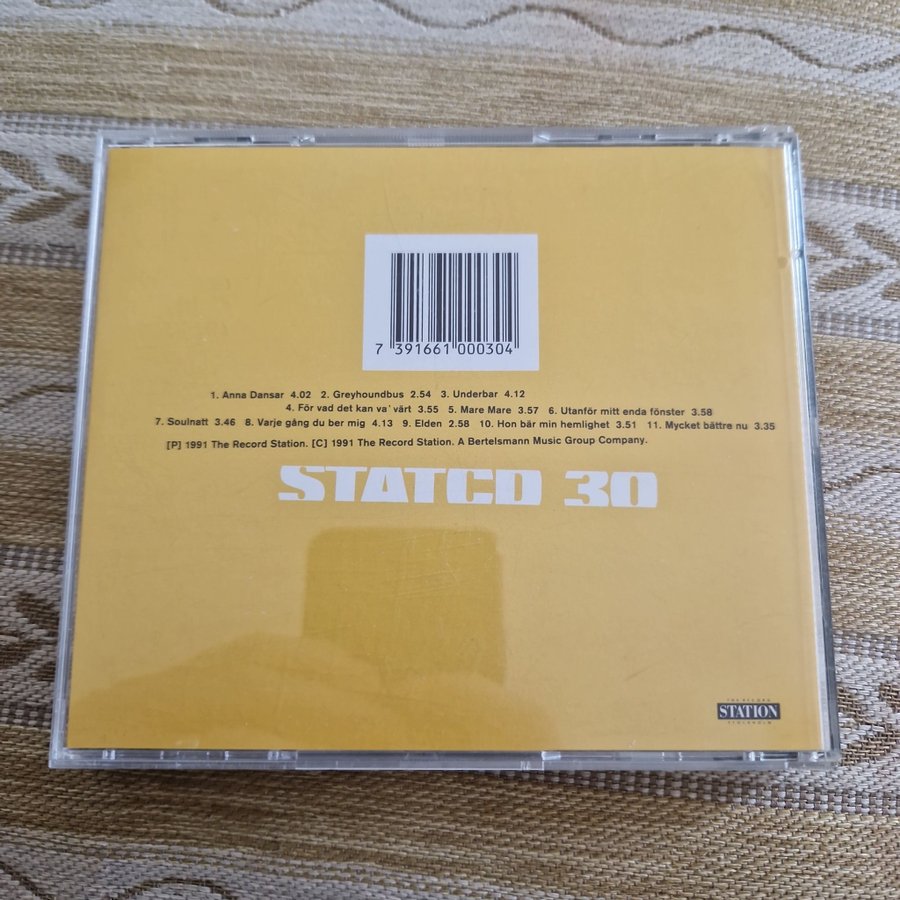 7 391661 000304
1. Anna Dansar 4.02 2. Greyhoundbus 2.54 3. Underbar 4.12
4. För vad det kan va' värt 3.55 5. Mare Mare 3.57 6. Utanför mitt enda fönster 3.58
7. Soulnatt 3.46 8. Varje gång du ber mig 4.13 9. Elden 2.58 10. Hon bär min hemlighet 3.51 11. Mycket bättre nu 3.35
[P] 1991 The Record Station. [C] 1991 The Record Station. A Bertelsmann Music Group Company.
STATCD 30
THE RECORD
STATION
STOCKHOLM